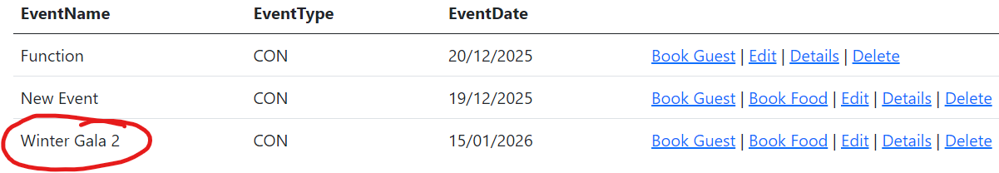 EventName EventType EventDate
Function CON 20/12/2025 Book Guest | Edit | Details | Delete
New Event CON 19/12/2025 Book Guest | Book Food | Edit | Details | Delete
Winter Gala 2 CON 15/01/2026 Book Guest | Book Food | Edit | Details | Delete